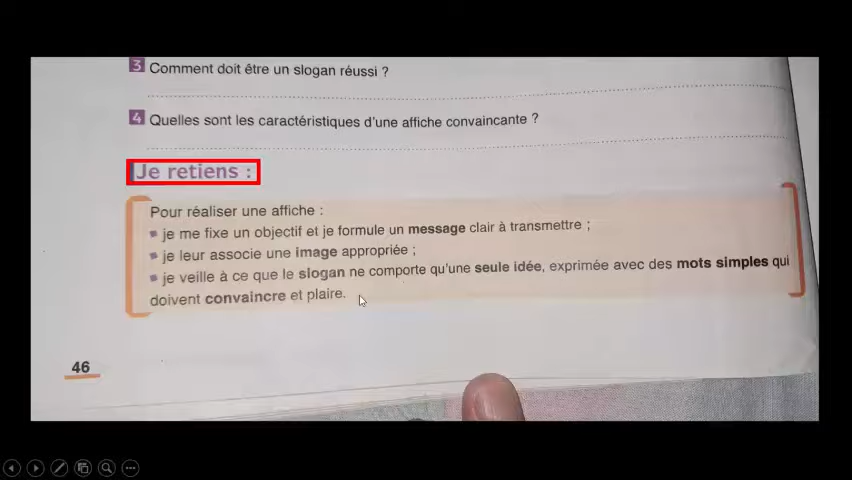 3 Comment doit être un slogan réussi ?
4 Quelles sont les caractéristiques d'une affiche convaincante ?
Je retiens :
Pour réaliser une affiche :
je me fixe un objectif et je formule un message clair à transmettre ;
je leur associe une image appropriée ;
je veille à ce que le slogan ne comporte qu'une seule idée, exprimée avec des mots simples qui
doivent convaincre et plaire.
46